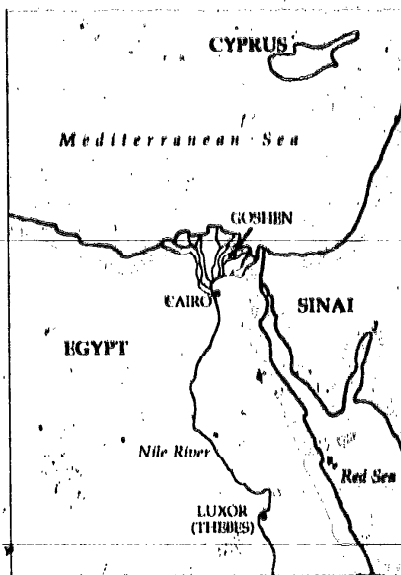 CYPRUS
Mediterranean Sea
GOSHEN
CAIRO
SINAI
EGYPT
Nile River
Red Sea
LUXOR
(THEBES)